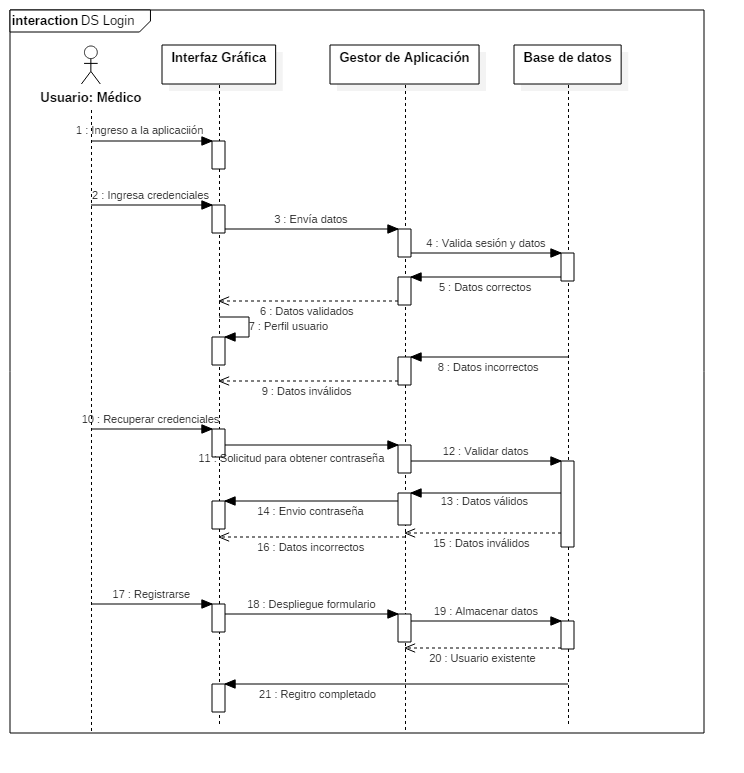 interaction DS Login
Interfaz Gráfica
Gestor de Aplicación
Base de datos
Usuario: Médico
1 : Ingreso a la aplicaciión
2 : Ingresa credenciales
3 : Envía datos
4 : Valida sesión y datos
5 : Datos correctos
6 : Datos validados
7 : Perfil usuario
8 : Datos incorrectos
9 : Datos inválidos
10 : Recuperar credenciales
11 : Solicitud para obtener contraseña
12 : Validar datos
13 : Datos válidos
14 : Envio contraseña
15 : Datos inválidos
16 : Datos incorrectos
17 : Registrarse
18 : Despliegue formulario
19 : Almacenar datos
20 : Usuario existente
21 : Regitro completado